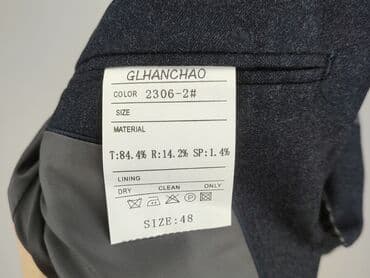 GLHANCHAO
COLOR 2306-2#
SIZE
MATERIAL
T:84.4% R:14.2% SP:1.4%
LINING
DRY CLEAN ONLY
SIZE:48